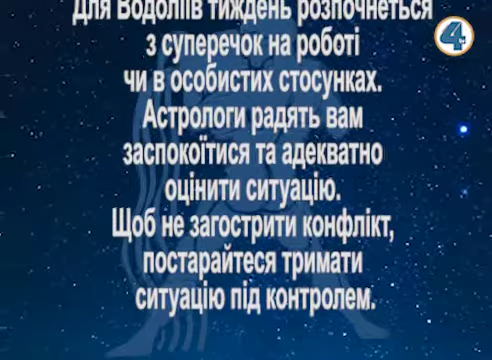 Для Водоліїв тиждень розпочнеться
з суперечок на роботі
чи в особистих стосунках.
Астрологи радять вам
заспокоїтися та адекватно
оцінити ситуацію.
Щоб не загострити конфлікт,
постарайтеся тримати
ситуацію під контролем.
4